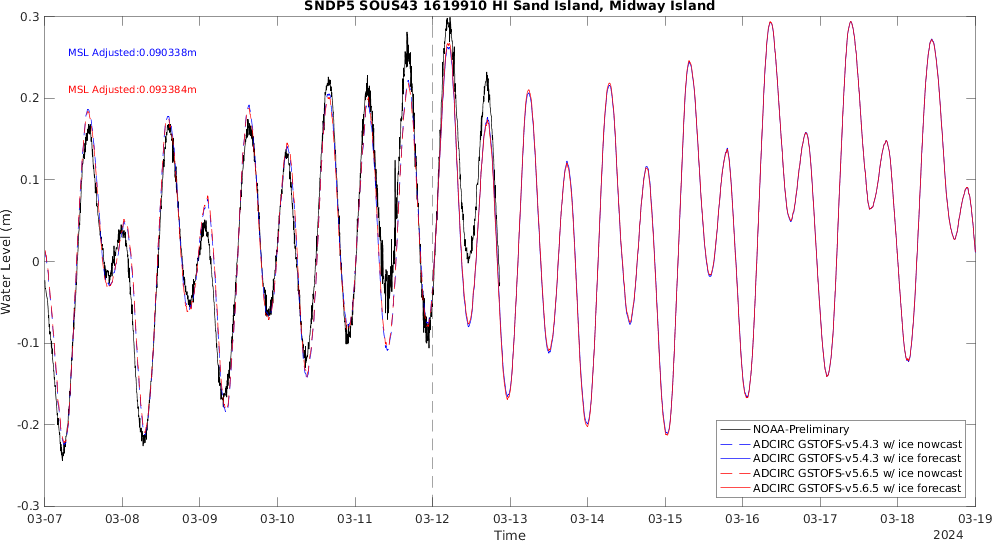 SNDP5 SOUS43 1619910 HI Sand Island, Midway Island
MSL Adjusted:0.090338m
MSL Adjusted:0.093384m
Water Level (m)
0.3
0.2
0.1
0
-0.1
-0.2
-0.3
NOAA-Preliminary
ADCIRC GSTOFS-v5.4.3 w/ ice nowcast
ADCIRC GSTOFS-v5.4.3 w/ ice forecast
ADCIRC GSTOFS-v5.6.5 w/ ice nowcast
ADCIRC GSTOFS-v5.6.5 w/ ice forecast
03-07 03-08 03-09 03-10 03-11 03-12 03-13 03-14 03-15 03-16 03-17 03-18 03-19
Time
2024